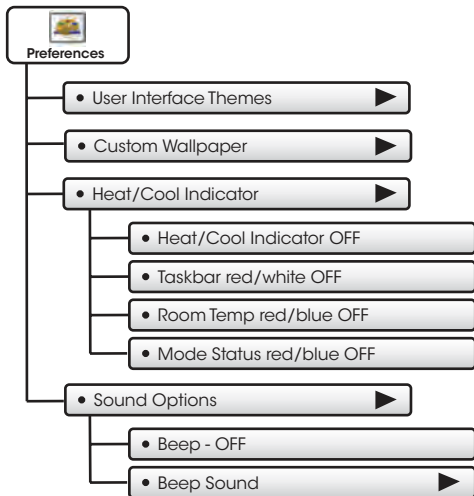 Preferences
• User Interface Themes
• Custom Wallpaper
• Heat/Cool Indicator
• Heat/Cool Indicator OFF
• Taskbar red/white OFF
• Room Temp red/blue OFF
• Mode Status red/blue OFF
• Sound Options
• Beep - OFF
• Beep Sound